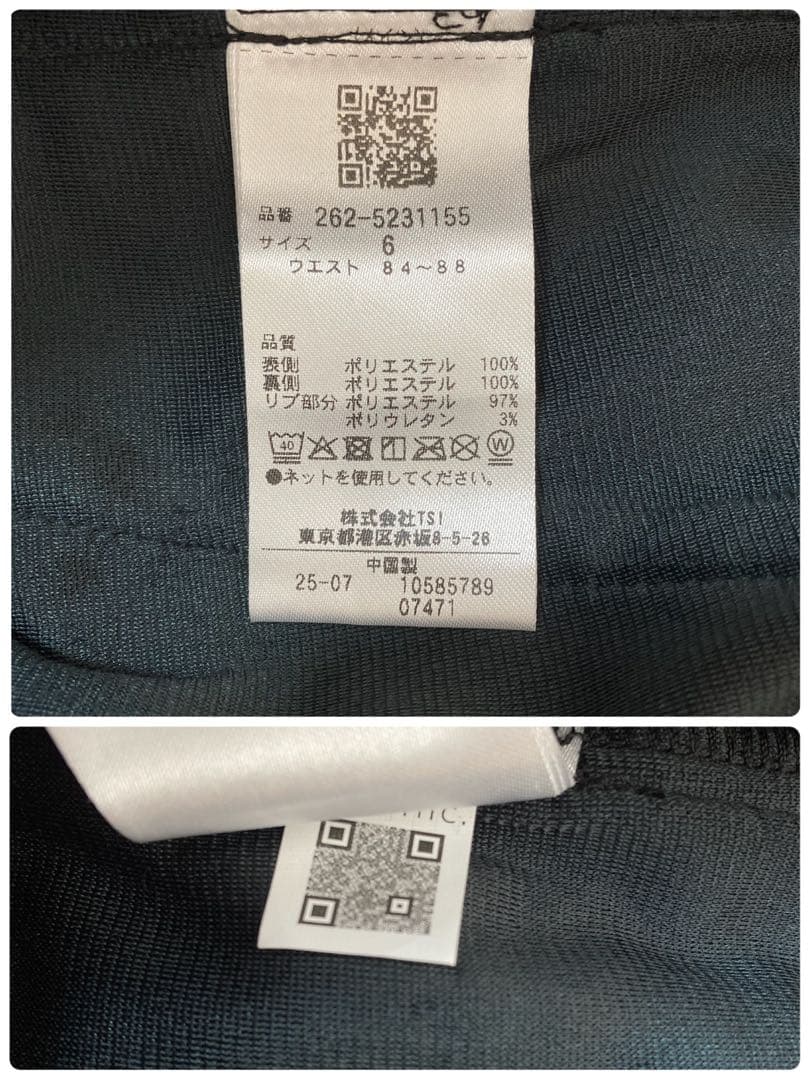 品番 262-5231155
サイズ 6
ウエスト 84～88
品質
表側 ポリエステル 100%
裏側 ポリエステル 100%
リブ部分 ポリエステル 97%
ポリウレタン 3%
40 W
●ネットを使用してください。
株式会社TSI
東京都港区赤坂8-5-26
中国製
25-07 10585789
07471